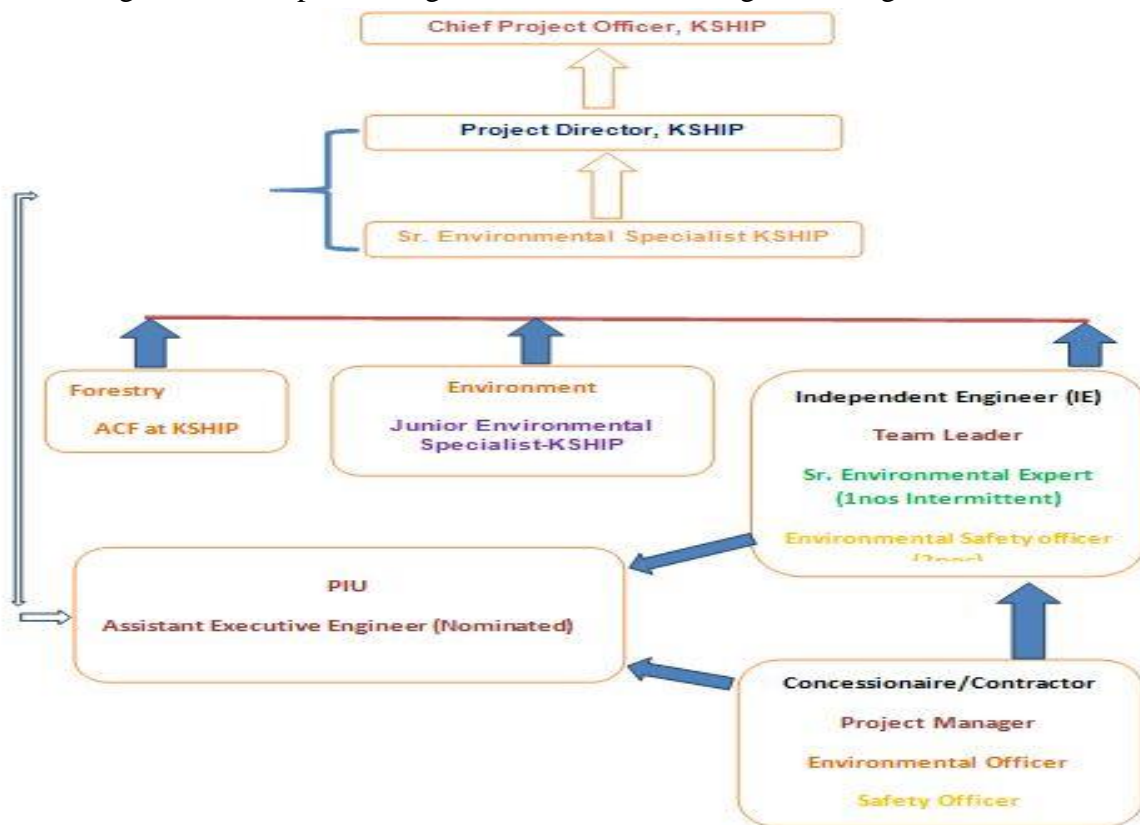 Chief Project Officer, KSHIP
Project Director, KSHIP
Sr. Environmental Specialist KSHIP
Forestry
ACF at KSHIP
Environment
Junior Environmental
Specialist-KSHIP
Independent Engineer (IE)
Team Leader
Sr. Environmental Expert
(1nos Intermittent)
Environmental Safety officer
PIU
Assistant Executive Engineer (Nominated)
Concessionaire/Contractor
Project Manager
Environmental Officer
Safety Officer